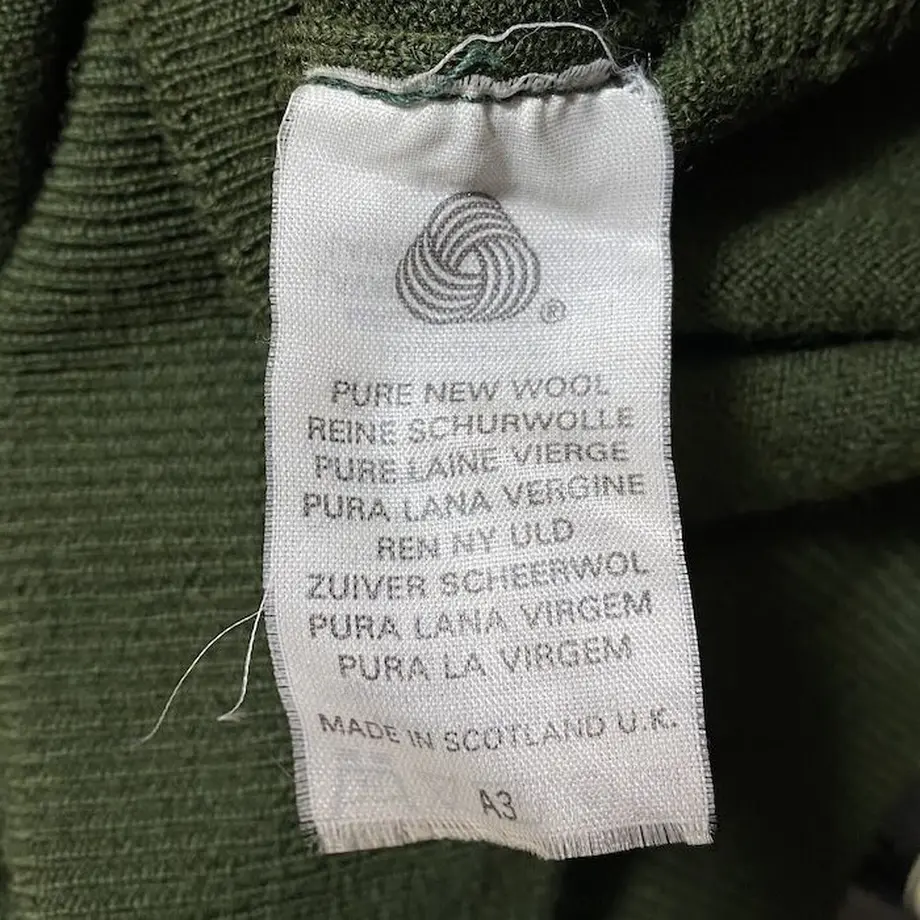 ®
PURE NEW WOOL
REINE SCHURWOLLE
PURE LAINE VIERGE
PURA LANA VERGINE
REN NY ULD
ZUIVER SCHEERWOL
PURA LANA VIRGEM
PURA LA VIRGEM
MADE IN SCOTLAND U.K.
A3